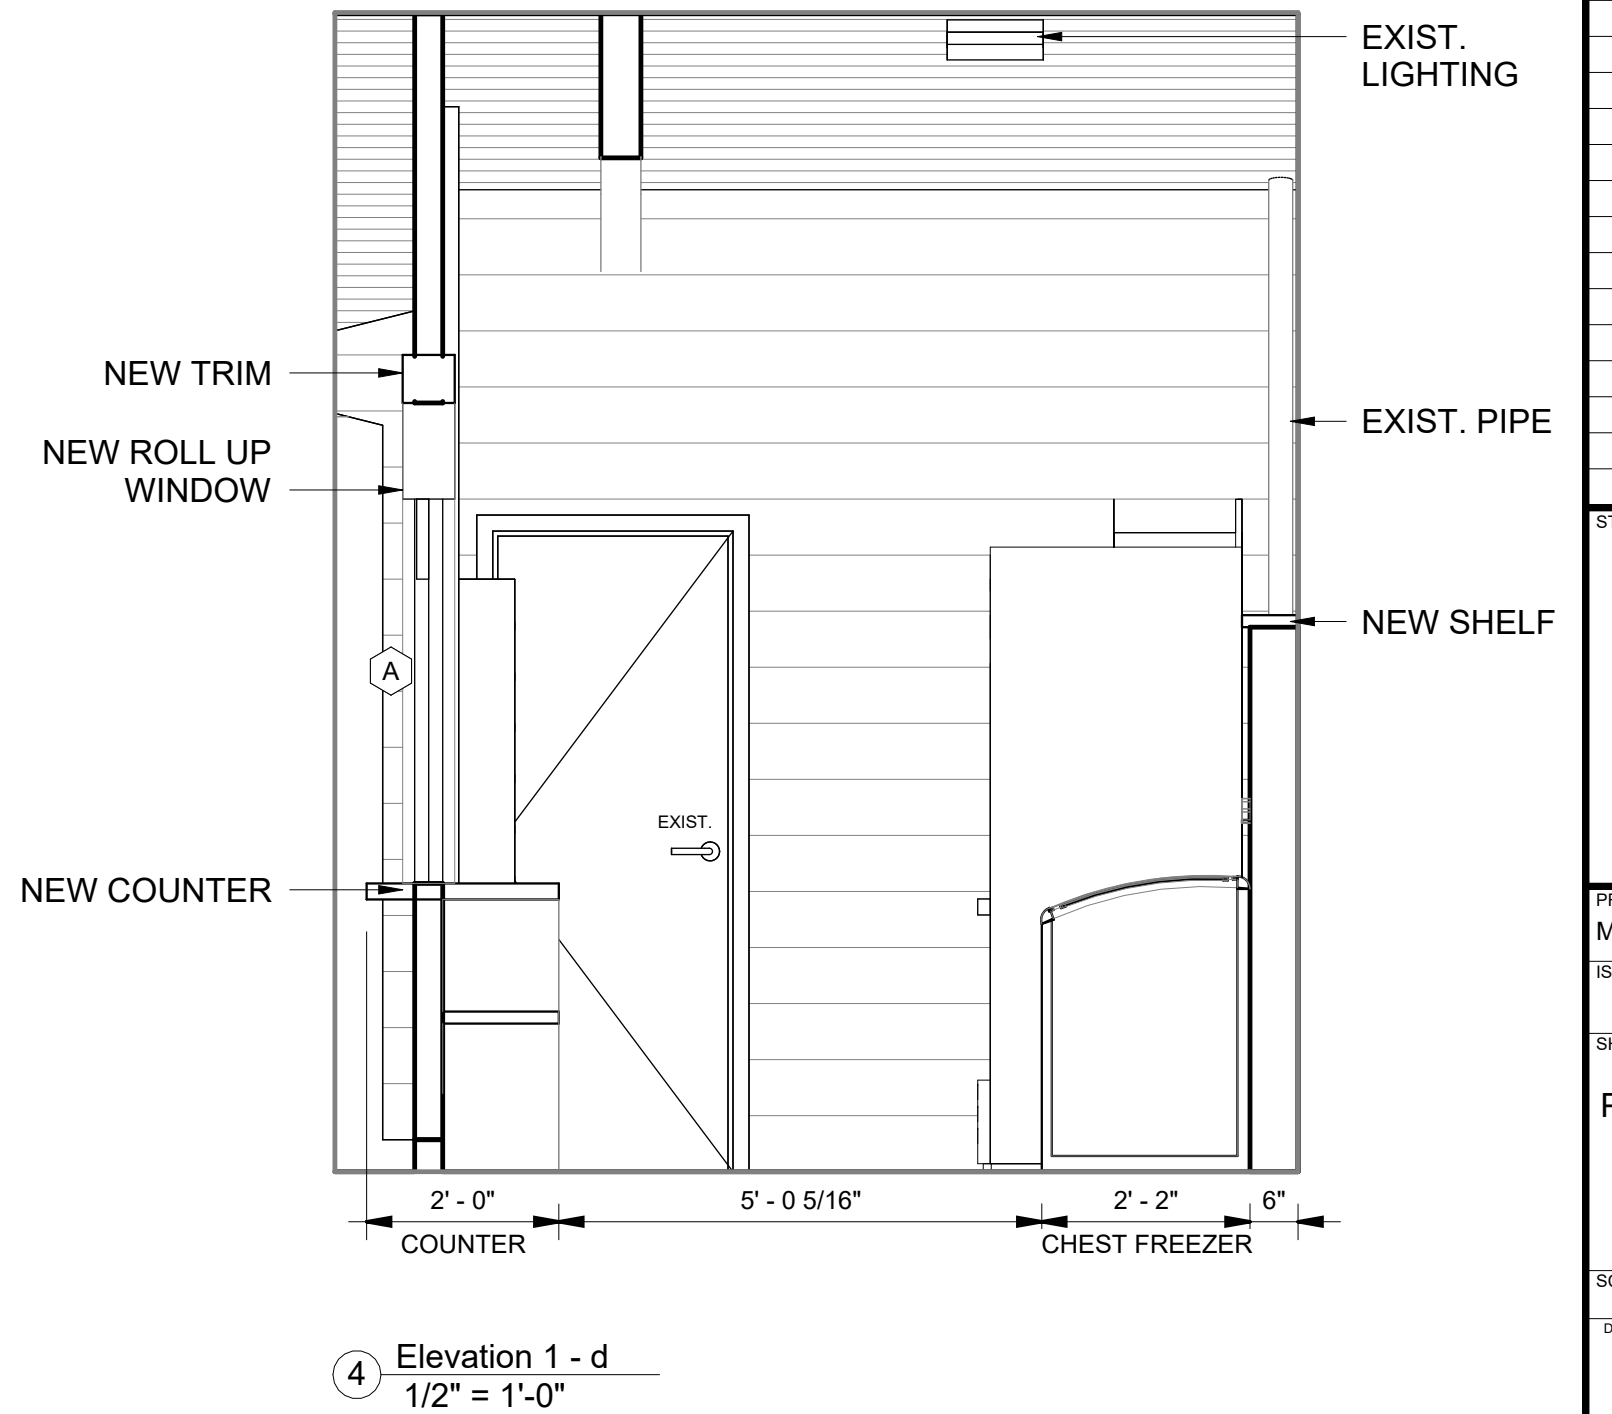 EXIST.
LIGHTING
NEW TRIM
EXIST. PIPE
NEW ROLL UP
WINDOW
NEW SHELF
A
EXIST.
NEW COUNTER
2' - 0"
5' - 0 5/16"
2' - 2"
6"
COUNTER
CHEST FREEZER
4
Elevation 1 - d
1/2" = 1'-0"